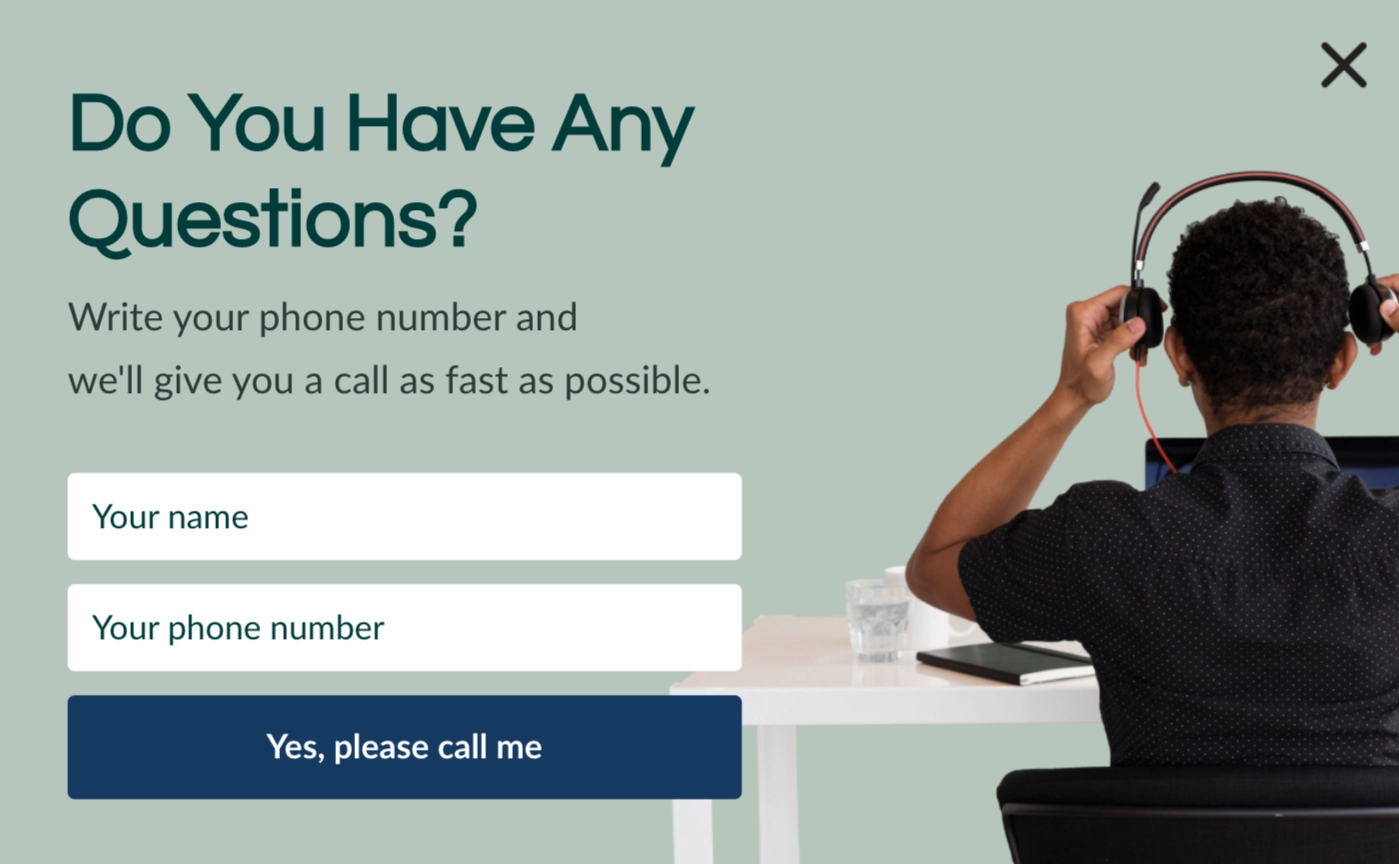 Do You Have Any
Questions?
Write your phone number and
we'll give you a call as fast as possible.
Your name
Your phone number
Yes, please call me